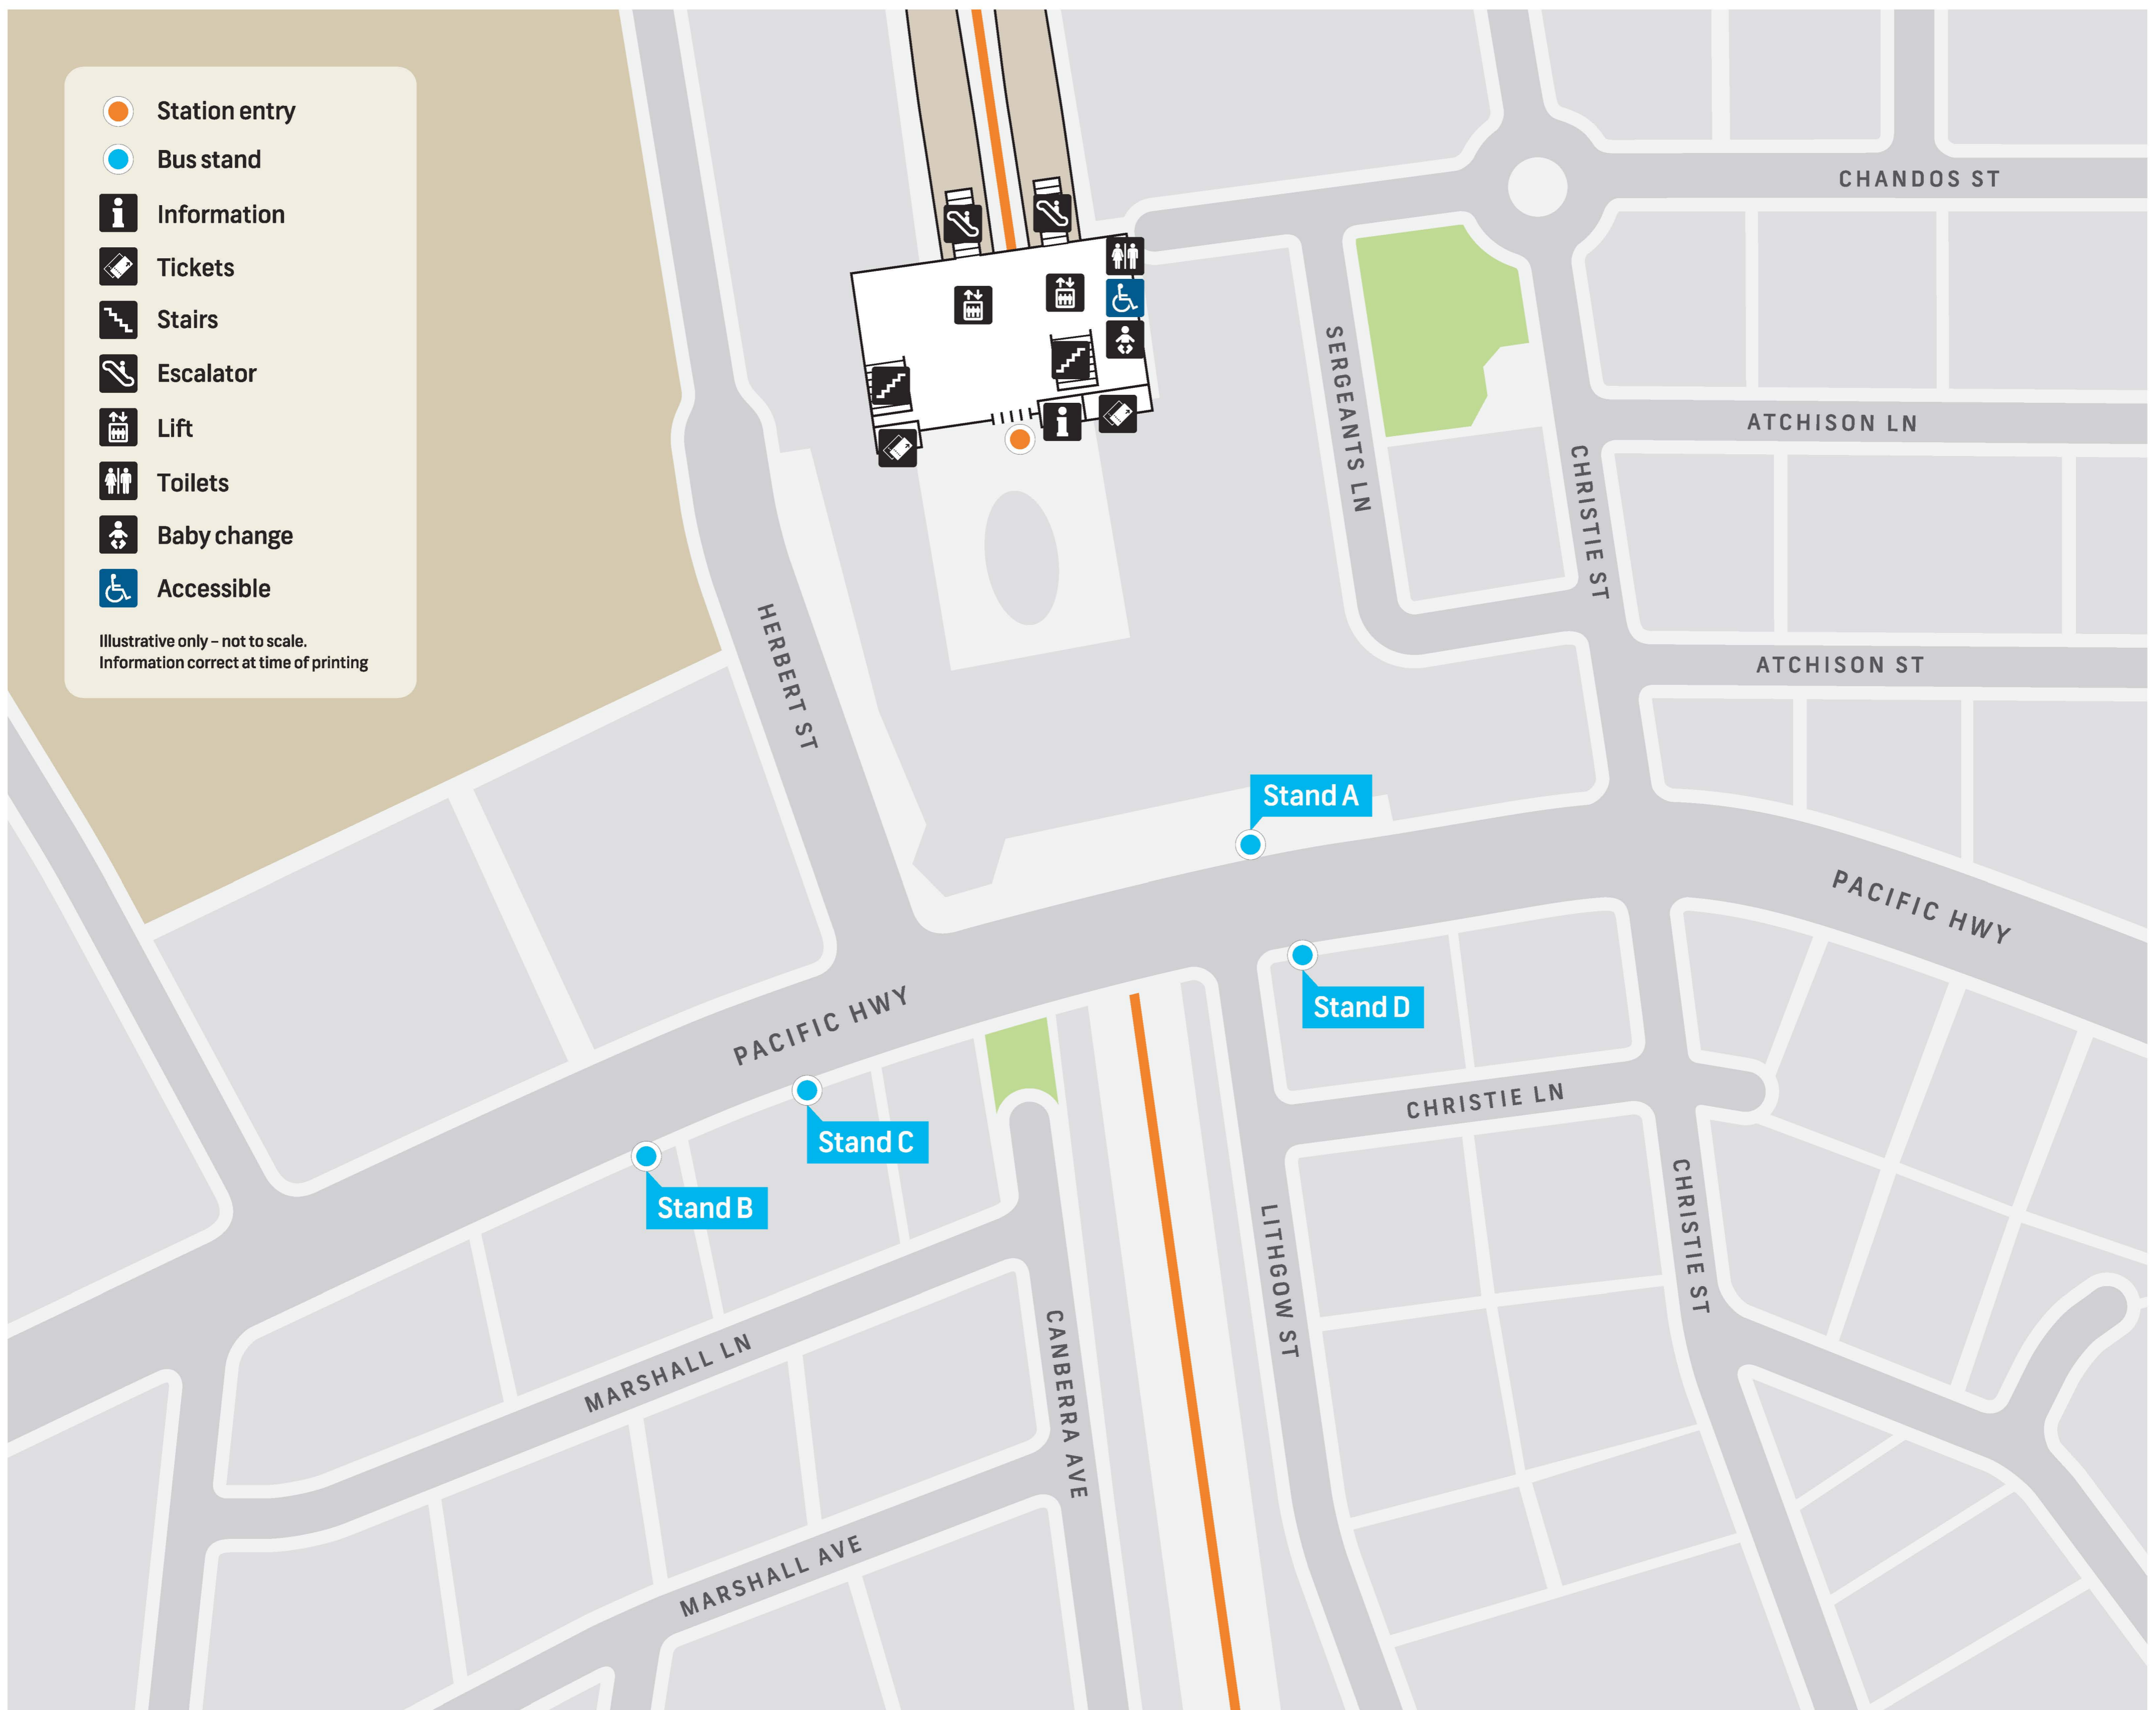 Station entry
Bus stand
Information
Tickets
Stairs
Escalator
Lift
Toilets
Baby change
Accessible
Illustrative only – not to scale.
Information correct at time of printing
CHANDOS ST
SERGEANTS LN
ATCHISON LN
CHRISTIE ST
HERBERT ST
ATCHISON ST
Stand A
PACIFIC HWY
PACIFIC HWY
Stand D
CHRISTIE LN
Stand C
Stand B
CHRISTIE ST
LITHGOW ST
MARSHALL LN
CANBERRA AVE
MARSHALL AVE